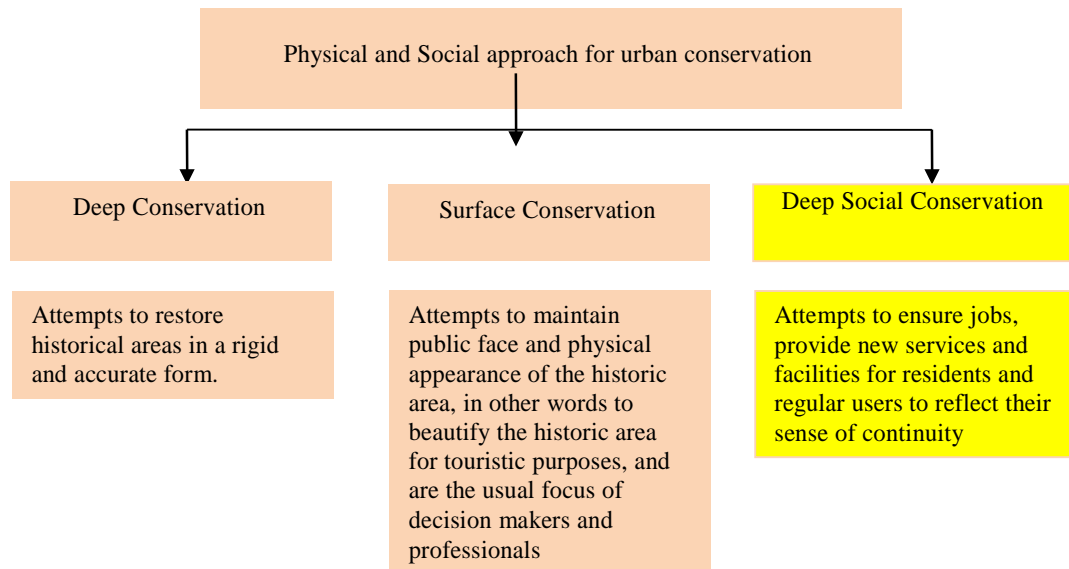 Physical and Social approach for urban conservation
Deep Conservation
Attempts to restore
historical areas in a rigid
and accurate form.
Surface Conservation
Attempts to maintain
public face and physical
appearance of the historic
area, in other words to
beautify the historic area
for touristic purposes, and
are the usual focus of
decision makers and
professionals
Deep Social Conservation
Attempts to ensure jobs,
provide new services and
facilities for residents and
regular users to reflect their
sense of continuity